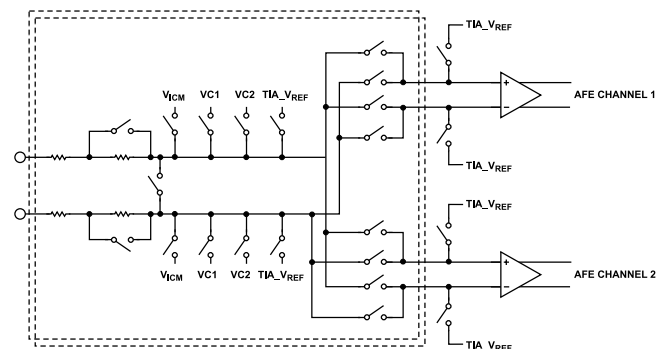 TIA_VREF
VICM VC1 VC2 TIA_VREF
AFE CHANNEL 1
TIA_VREF
TIA_VREF
VICM VC1 VC2 TIA_VREF
AFE CHANNEL 2
TIA_VREF